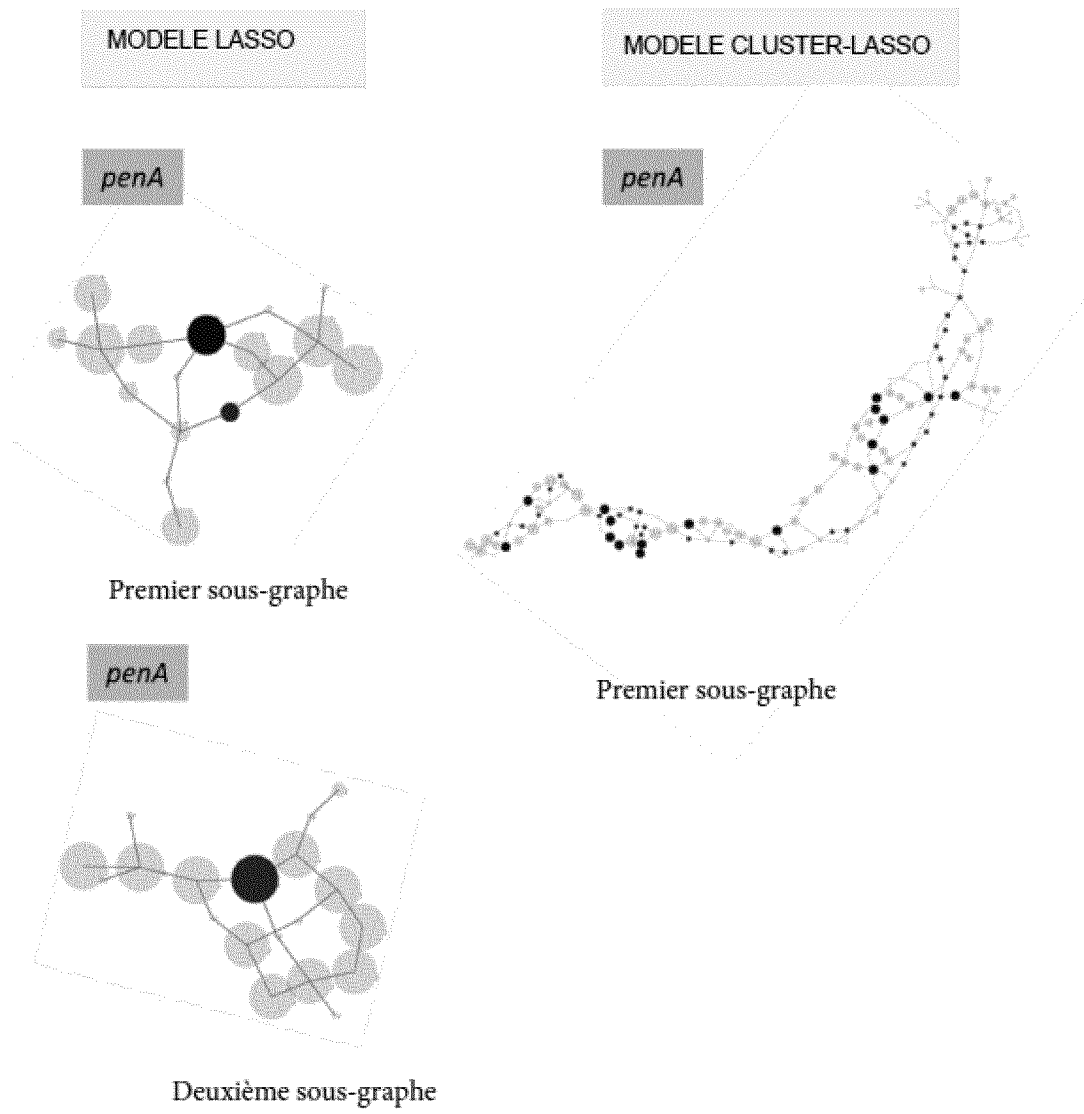 MODELE LASSO
penA
Premier sous-graphe
penA
Deuxième sous-graphe
MODELE CLUSTER-LASSO
penA
Premier sous-graphe